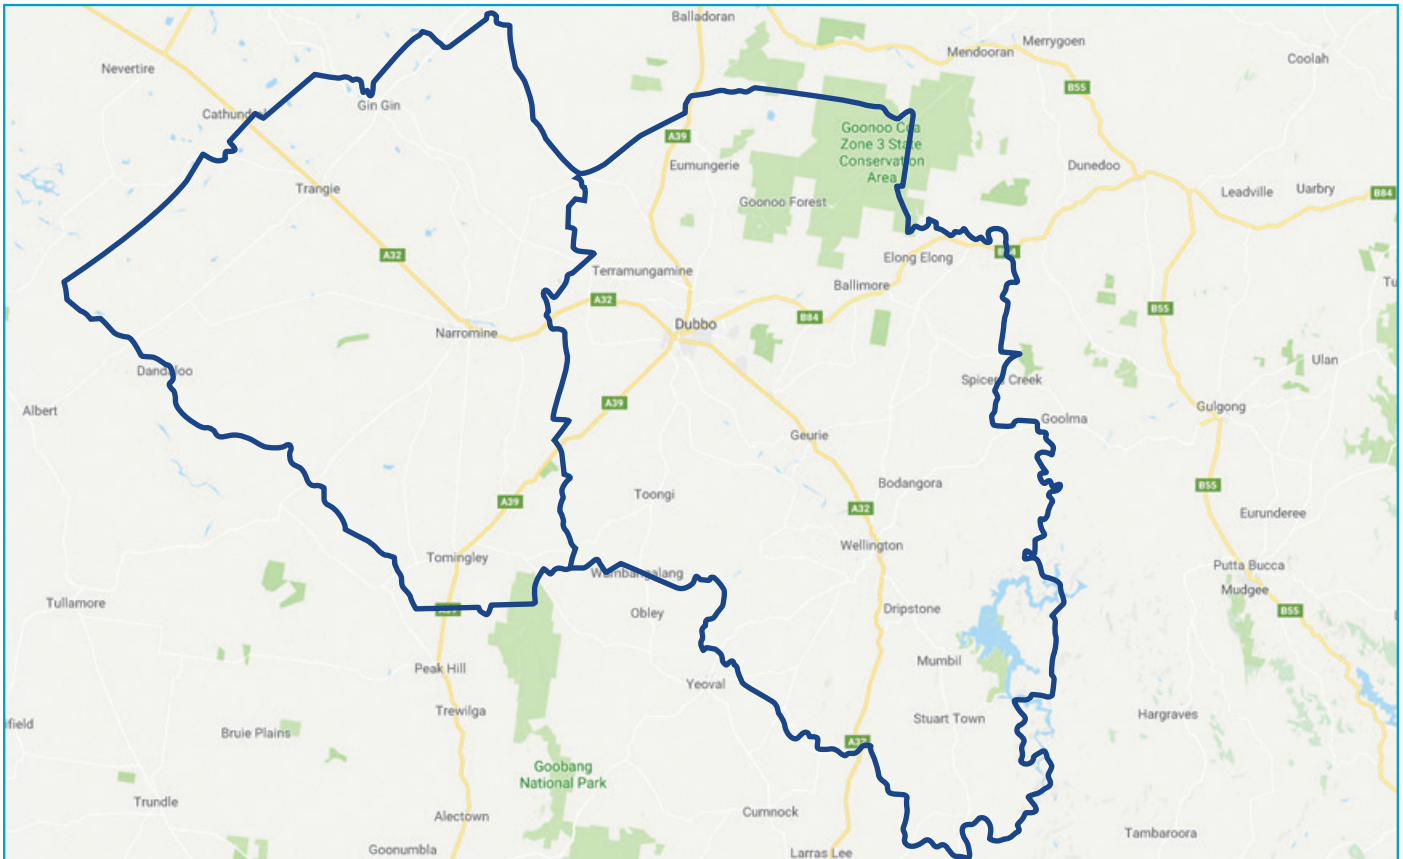 Balladoran
Merrygoen
Mendooran
Coolah
Nevertire
B55
Gin Gin
Goonoo Cca
Zone 3 State
Conservation
Area
A39
Eumungerie
Dunedoo
Trangie
Leadville
Uarbry
B84
Goonoo Forest
A32
Elong Elong
Terramungamine
Ballimore
A32
B84
B55
Narromine
Dubbo
Ulan
Albert
A39
Spicers Creek
Gulgong
Goolma
Geurie
Bodangora
B55
Toongi
A39
A32
Eurunderee
Wellington
Tomingley
Putta Bucca
Mudgee
Wambangalang
Tullamore
Obley
Dripstone
B55
Peak Hill
Mumbil
Yeoval
Trewilga
Stuart Town
Hargraves
ifield
Bruie Plains
A32
Goobang
National Park
Trundle
Cumnock
Alectown
Tambaroora
Goonumbla
Larras Lee